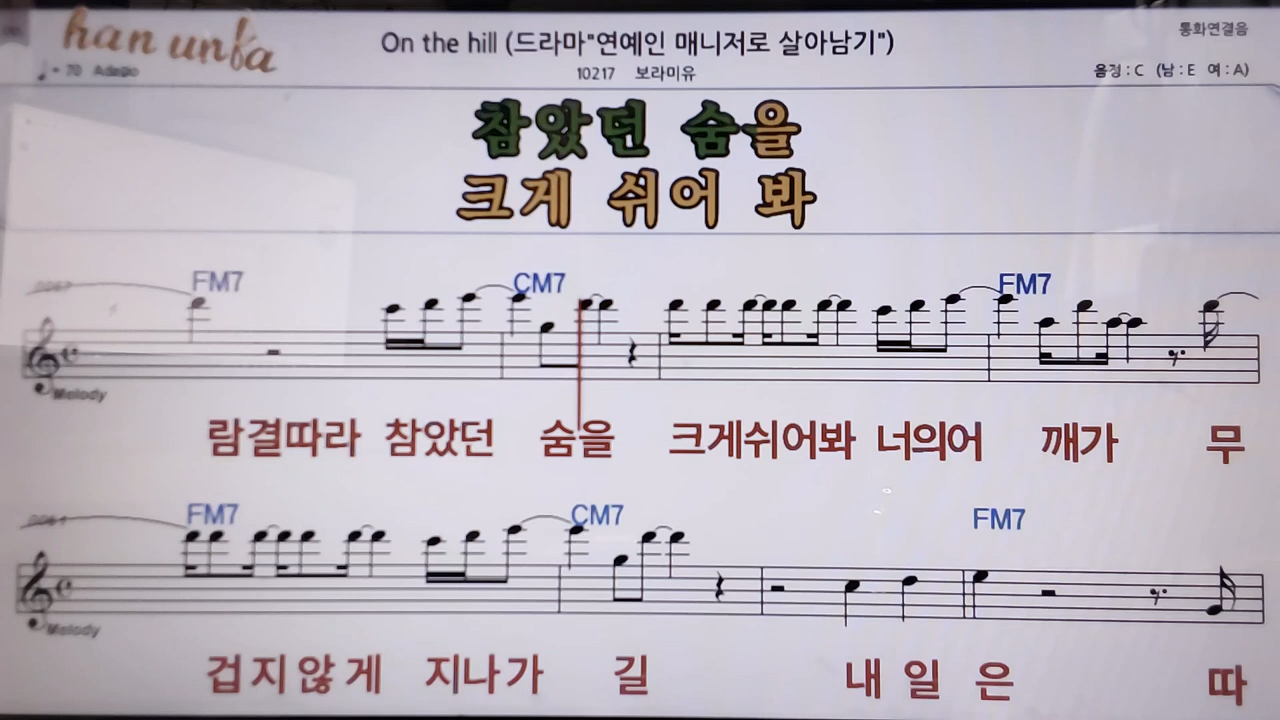 han unba
On the hill (드라마"연예인 매니저로 살아남기")
통화연결음
♩= 70 Adagio
10217 보라미유
음정 : C (남 : E 여 : A)
참았던 숨을
크게 쉬어 봐
FM7 CM7 FM7
Melody
람결따라 참았던 숨을 크게쉬어봐 너의어 깨가 무
FM7 CM7 FM7
Melody
겁지않게 지나가 길 내일은 따